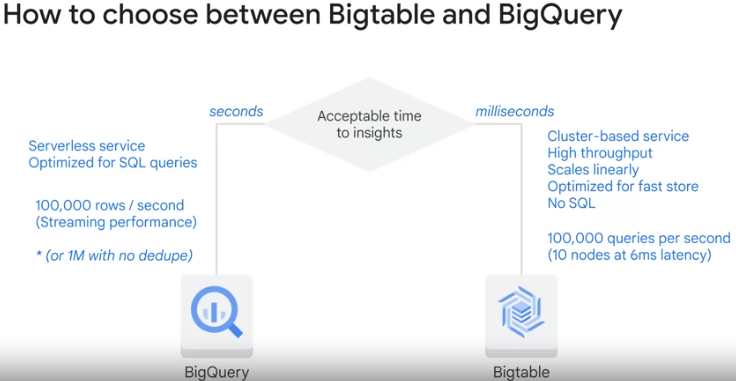 How to choose between Bigtable and BigQuery
seconds
Acceptable time
to insights
milliseconds
Serverless service
Optimized for SQL queries
100,000 rows / second
(Streaming performance)
* (or 1M with no dedupe)
Cluster-based service
High throughput
Scales linearly
Optimized for fast store
No SQL
100,000 queries per second
(10 nodes at 6ms latency)
BigQuery
Bigtable